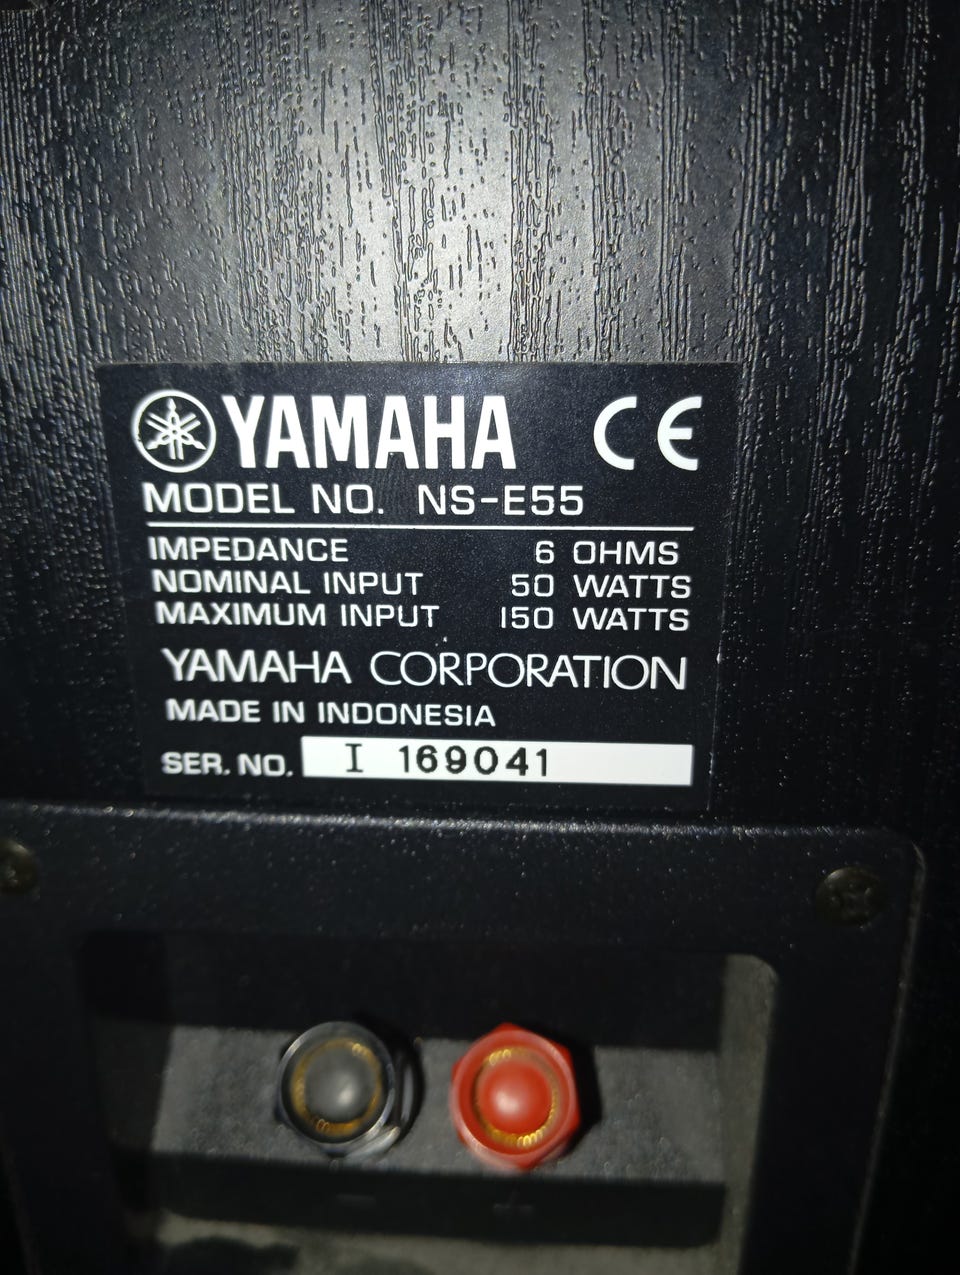 YAMAHA CE
MODEL NO. NS-E55
IMPEDANCE 6 OHMS
NOMINAL INPUT 50 WATTS
MAXIMUM INPUT 150 WATTS
YAMAHA CORPORATION
MADE IN INDONESIA
SER. NO. I 169041
- +